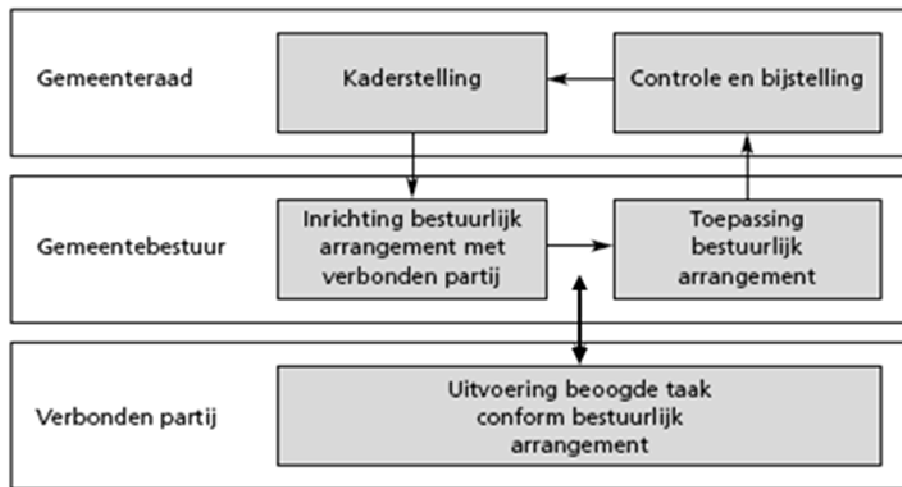 Gemeenteraad
Kaderstelling
Controle en bijstelling
Gemeentebestuur
Inrichting bestuurlijk
arrangement met
verbonden partij
Toepassing
bestuurlijk
arrangement
Verbonden partij
Uitvoering beoogde taak
conform bestuurlijk
arrangement